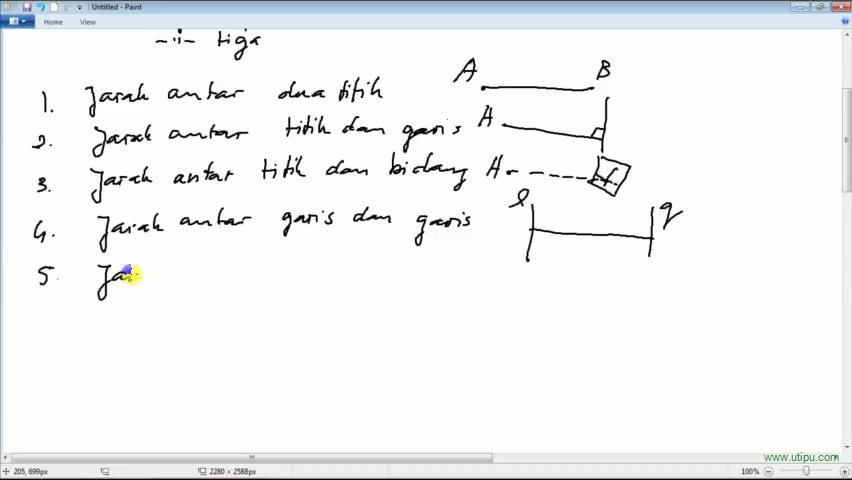 Untitled - Paint
Home View
-"- tiga
1. Jarak antar dua titik A B
2. Jarak antar titik dan garis A
3. Jarak antar titik dan bidang A
4. Jarak antar garis dan garis l q
5. Ja
www.utipu.com
205, 699px 2280 × 2588px 100%